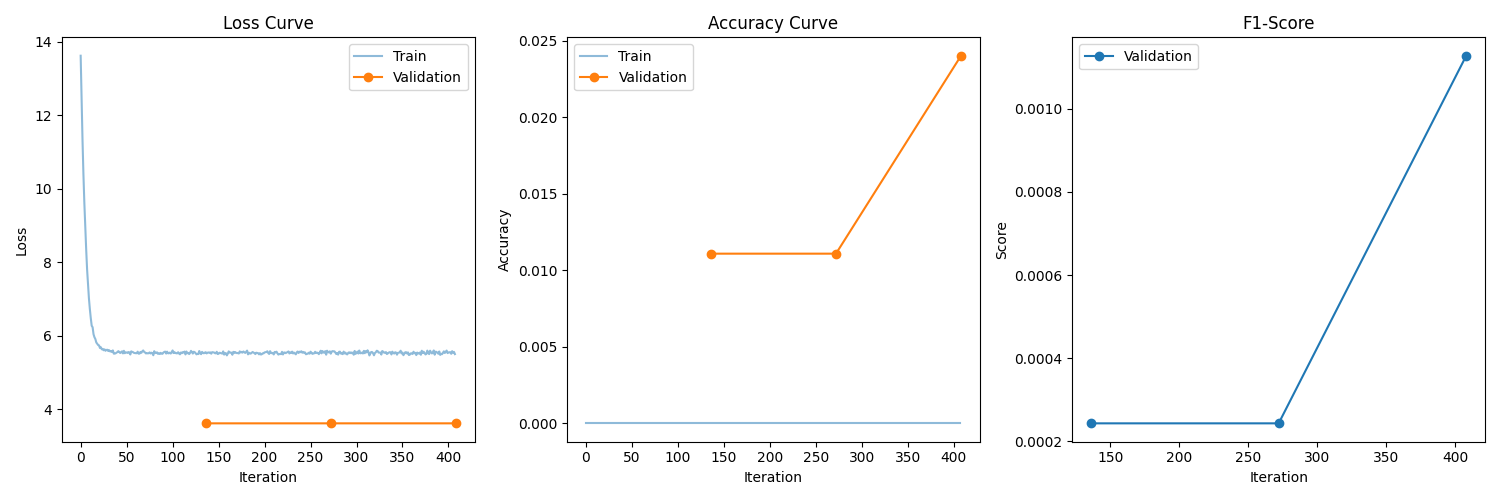 Loss Curve
14
12
10
8
6
4
Loss
0 50 100 150 200 250 300 350 400
Iteration
Train
Validation
Accuracy Curve
0.025
0.020
0.015
0.010
0.005
0.000
Accuracy
0 50 100 150 200 250 300 350 400
Iteration
Train
Validation
F1-Score
0.0010
0.0008
0.0006
0.0004
0.0002
Score
150 200 250 300 350 400
Iteration
Validation